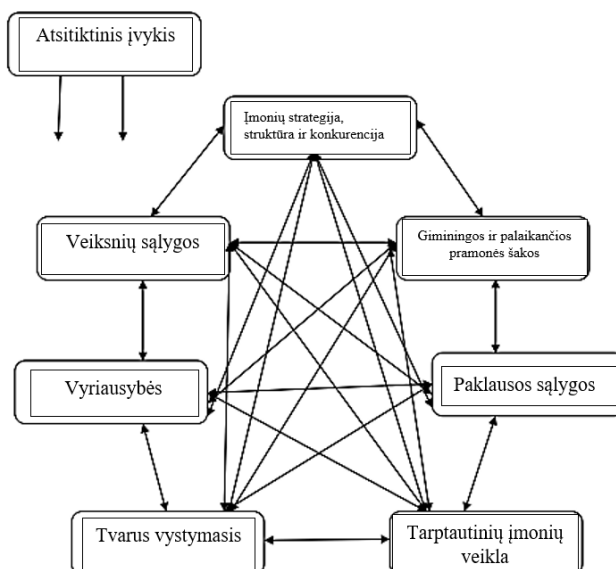 Atsitiktinis įvykis
Įmonių strategija,
struktūra ir konkurencija
Veiksnių sąlygos
Giminingos ir palaikančios
pramonės šakos
Vyriausybės
Paklausos sąlygos
Tvarus vystymasis
Tarptautinių įmonių
veikla